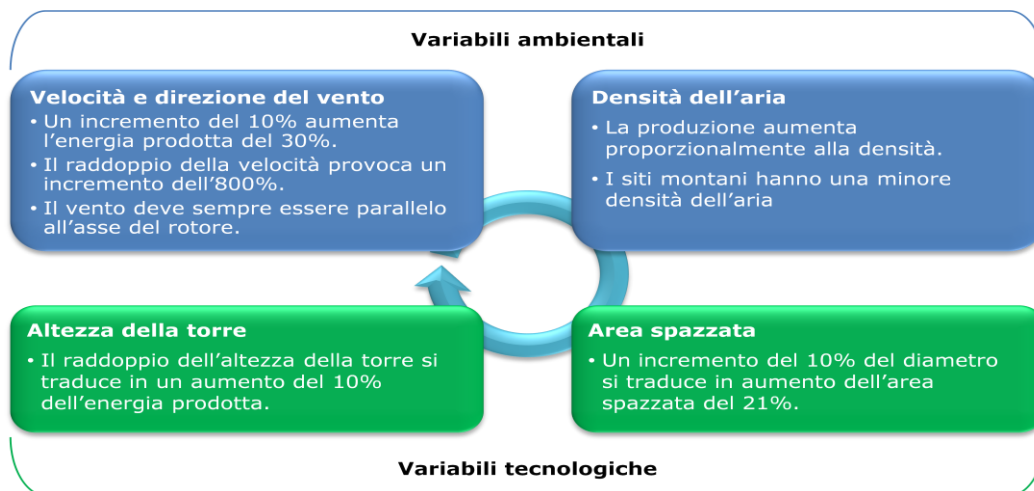 Variabili ambientali
Velocità e direzione del vento
• Un incremento del 10% aumenta
l'energia prodotta del 30%.
• Il raddoppio della velocità provoca un
incremento dell'800%.
• Il vento deve sempre essere parallelo
all'asse del rotore.
Densità dell'aria
• La produzione aumenta
proporzionalmente alla densità.
• I siti montani hanno una minore
densità dell'aria
Altezza della torre
• Il raddoppio dell'altezza della torre si
traduce in un aumento del 10%
dell'energia prodotta.
Area spazzata
• Un incremento del 10% del diametro
si traduce in aumento dell'area
spazzata del 21%.
Variabili tecnologiche